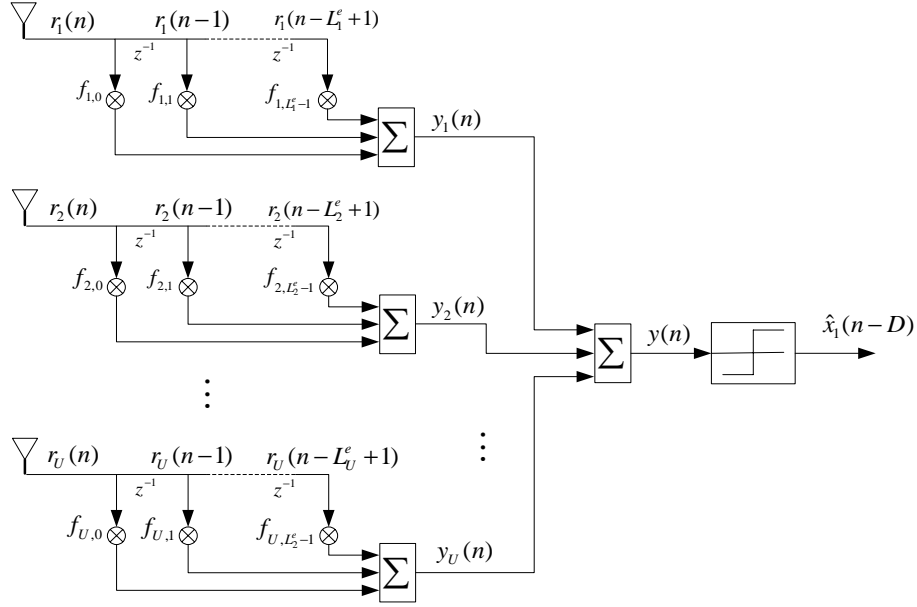 r_1(n) r_1(n−1) r_1(n−L_1^e+1)
z^{−1} z^{−1}
f_{1,0} f_{1,1} f_{1,L_1^e−1}
∑ y_1(n)
r_2(n) r_2(n−1) r_2(n−L_2^e+1)
z^{−1} z^{−1}
f_{2,0} f_{2,1} f_{2,L_2^e−1}
∑ y_2(n)
∑ y(n) x̂_1(n−D)
r_U(n) r_U(n−1) r_U(n−L_U^e+1)
z^{−1} z^{−1}
f_{U,0} f_{U,1} f_{U,L_2^e−1}
∑ y_U(n)